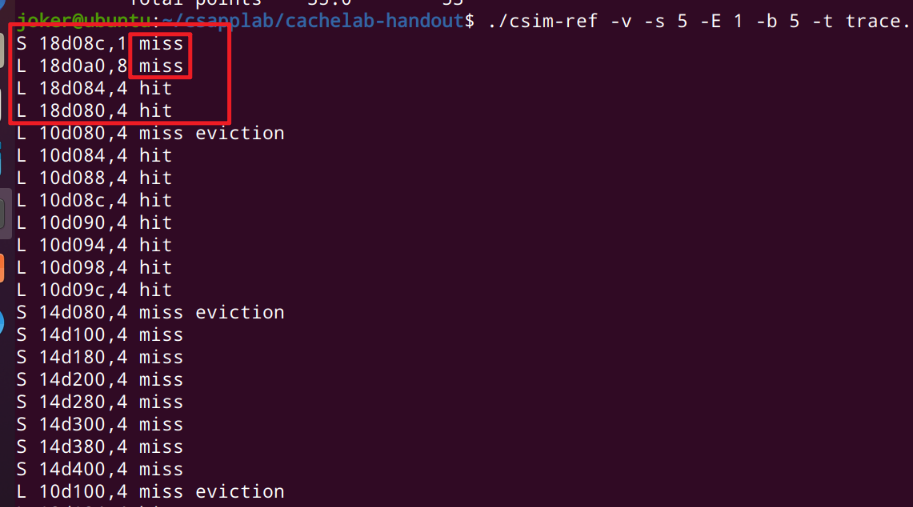 Total points 53.0 53
joker@ubuntu:~/csapplab/cachelab-handout$ ./csim-ref -v -s 5 -E 1 -b 5 -t trace.
S 18d08c,1 miss
L 18d0a0,8 miss
L 18d084,4 hit
L 18d080,4 hit
L 10d080,4 miss eviction
L 10d084,4 hit
L 10d088,4 hit
L 10d08c,4 hit
L 10d090,4 hit
L 10d094,4 hit
L 10d098,4 hit
L 10d09c,4 hit
S 14d080,4 miss eviction
S 14d100,4 miss
S 14d180,4 miss
S 14d200,4 miss
S 14d280,4 miss
S 14d300,4 miss
S 14d380,4 miss
S 14d400,4 miss
L 10d100,4 miss eviction